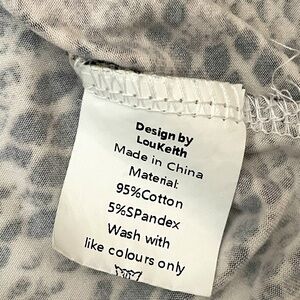 Design by
LouKeith
Made in China
Material:
95%Cotton
5%SPandex
Wash with
like colours only